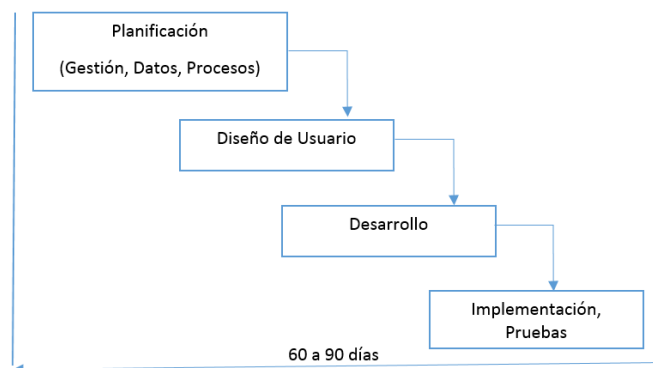 Planificación
(Gestión, Datos, Procesos)
Diseño de Usuario
Desarrollo
Implementación,
Pruebas
60 a 90 días